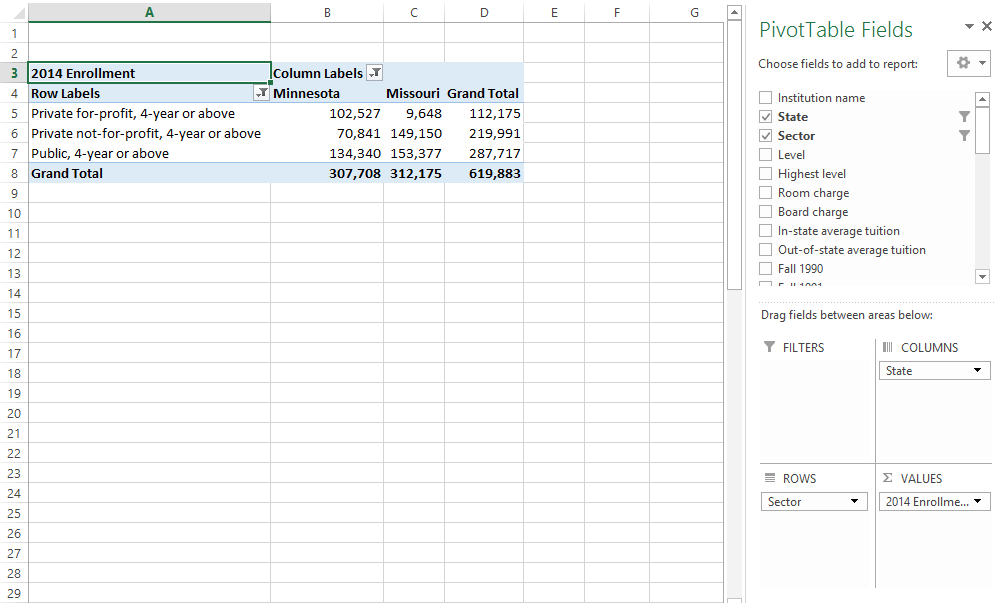 A B C D E F G
1
2
3 2014 Enrollment Column Labels
4 Row Labels Minnesota Missouri Grand Total
5 Private for-profit, 4-year or above 102,527 9,648 112,175
6 Private not-for-profit, 4-year or above 70,841 149,150 219,991
7 Public, 4-year or above 134,340 153,377 287,717
8 Grand Total 307,708 312,175 619,883
9
10
11
12
13
14
15
16
17
18
19
20
21
22
23
24
25
26
27
28
29
PivotTable Fields
Choose fields to add to report:
Institution name
State
Sector
Level
Highest level
Room charge
Board charge
In-state average tuition
Out-of-state average tuition
Fall 1990
Fall 1991
Drag fields between areas below:
FILTERS
COLUMNS
State
ROWS
Sector
Σ VALUES
2014 Enrollme...